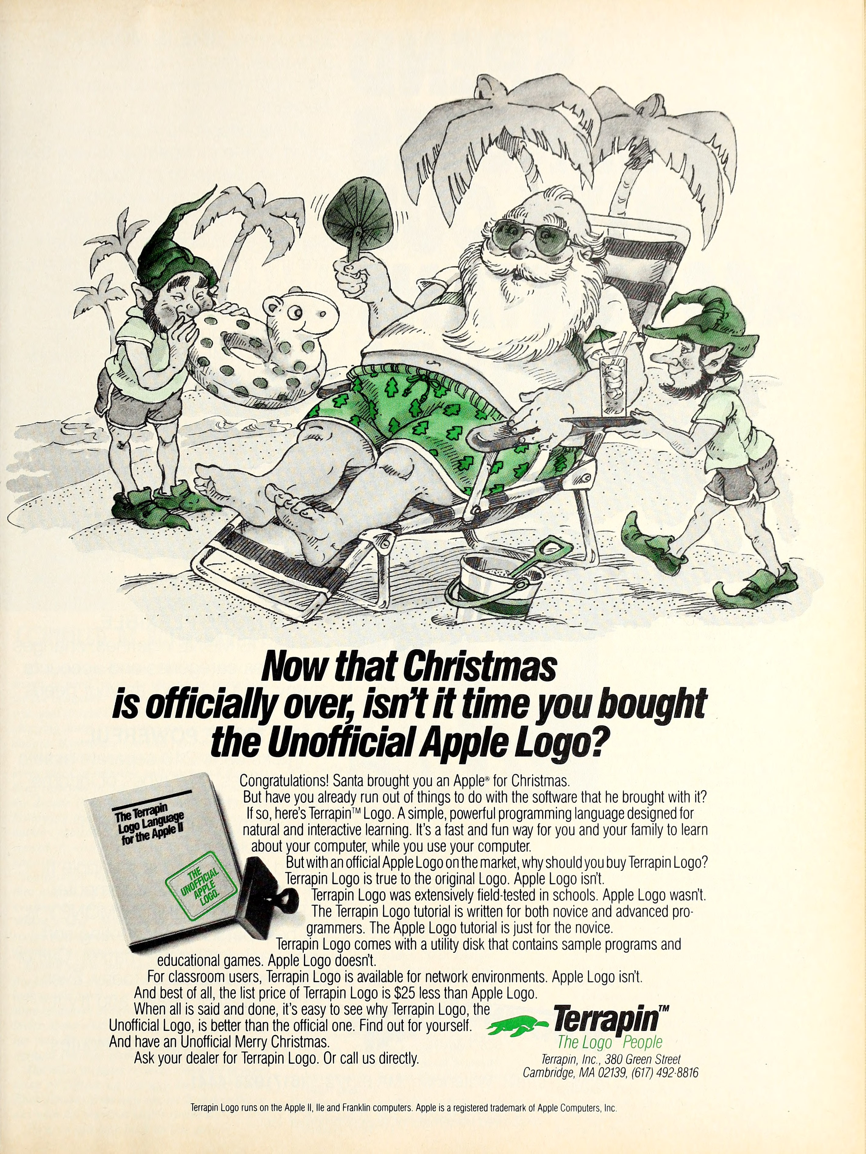 Now that Christmas
is officially over, isn't it time you bought
the Unofficial Apple Logo?
The Terrapin
Logo Language
for the Apple II
THE
UNOFFICIAL
APPLE
LOGO.
Congratulations! Santa brought you an Apple® for Christmas.
But have you already run out of things to do with the software that he brought with it?
If so, here's Terrapin™ Logo. A simple, powerful programming language designed for
natural and interactive learning. It's a fast and fun way for you and your family to learn
about your computer, while you use your computer.
But with an official Apple Logo on the market, why should you buy Terrapin Logo?
Terrapin Logo is true to the original Logo. Apple Logo isn't.
Terrapin Logo was extensively field-tested in schools. Apple Logo wasn't.
The Terrapin Logo tutorial is written for both novice and advanced pro-
grammers. The Apple Logo tutorial is just for the novice.
Terrapin Logo comes with a utility disk that contains sample programs and
educational games. Apple Logo doesn't.
For classroom users, Terrapin Logo is available for network environments. Apple Logo isn't.
And best of all, the list price of Terrapin Logo is $25 less than Apple Logo.
When all is said and done, it's easy to see why Terrapin Logo, the
Unofficial Logo, is better than the official one. Find out for yourself.
And have an Unofficial Merry Christmas.
Ask your dealer for Terrapin Logo. Or call us directly.
Terrapin™
The Logo People
Terrapin, Inc., 380 Green Street
Cambridge, MA 02139, (617) 492-8816
Terrapin Logo runs on the Apple II, IIe and Franklin computers. Apple is a registered trademark of Apple Computers, Inc.